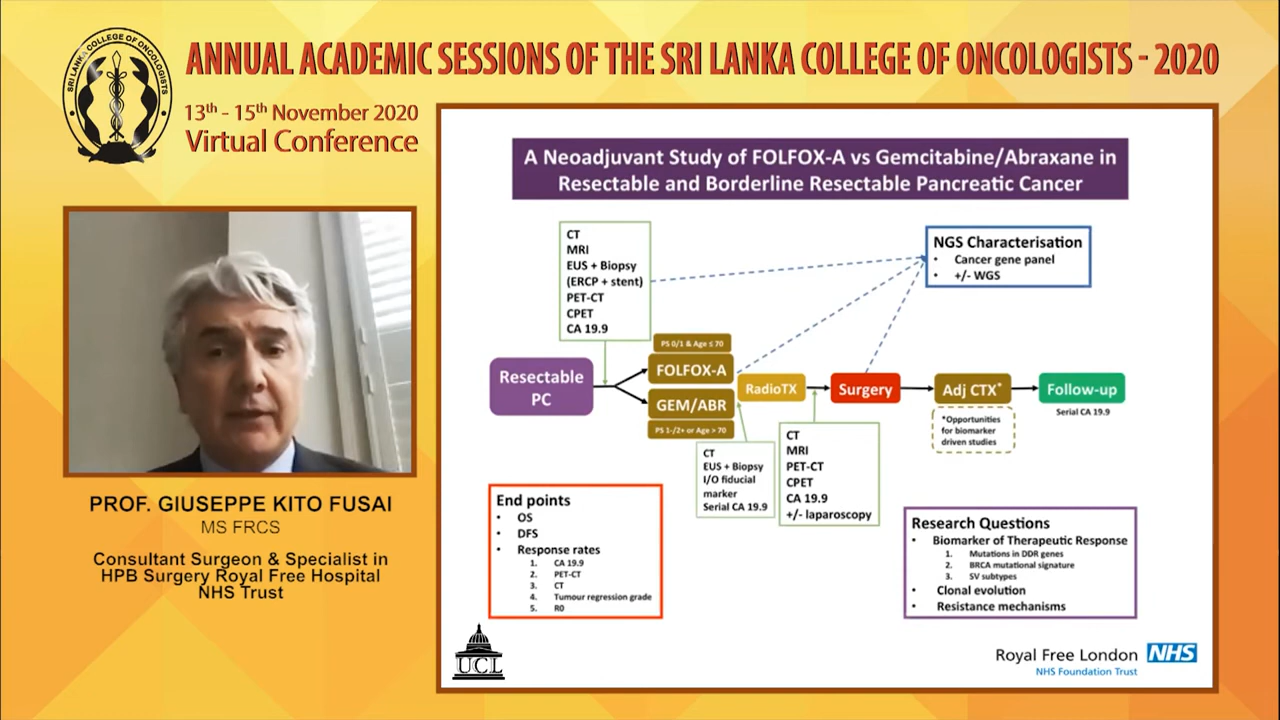 SRI LANKA COLLEGE OF ONCOLOGISTS
ANNUAL ACADEMIC SESSIONS OF THE SRI LANKA COLLEGE OF ONCOLOGISTS - 2020
13th - 15th November 2020
Virtual Conference
PROF. GIUSEPPE KITO FUSAI
MS FRCS
Consultant Surgeon & Specialist in
HPB Surgery Royal Free Hospital
NHS Trust
A Neoadjuvant Study of FOLFOX-A vs Gemcitabine/Abraxane in
Resectable and Borderline Resectable Pancreatic Cancer
CT
MRI
EUS + Biopsy
(ERCP + stent)
PET-CT
CPET
CA 19.9
NGS Characterisation
• Cancer gene panel
• +/- WGS
Resectable
PC
PS 0/1 & Age ≤ 70
FOLFOX-A
GEM/ABR
PS 1-/2+ or Age > 70
RadioTX
Surgery
Adj CTX*
Follow-up
Serial CA 19.9
*Opportunities
for biomarker
driven studies
CT
EUS + Biopsy
I/O fiducial
marker
Serial CA 19.9
CT
MRI
PET-CT
CPET
CA 19.9
+/- laparoscopy
End points
• OS
• DFS
• Response rates
1. CA 19.9
2. PET-CT
3. CT
4. Tumour regression grade
5. R0
Research Questions
• Biomarker of Therapeutic Response
1. Mutations in DDR genes
2. BRCA mutational signature
3. SV subtypes
• Clonal evolution
• Resistance mechanisms
UCL
Royal Free London NHS
NHS Foundation Trust